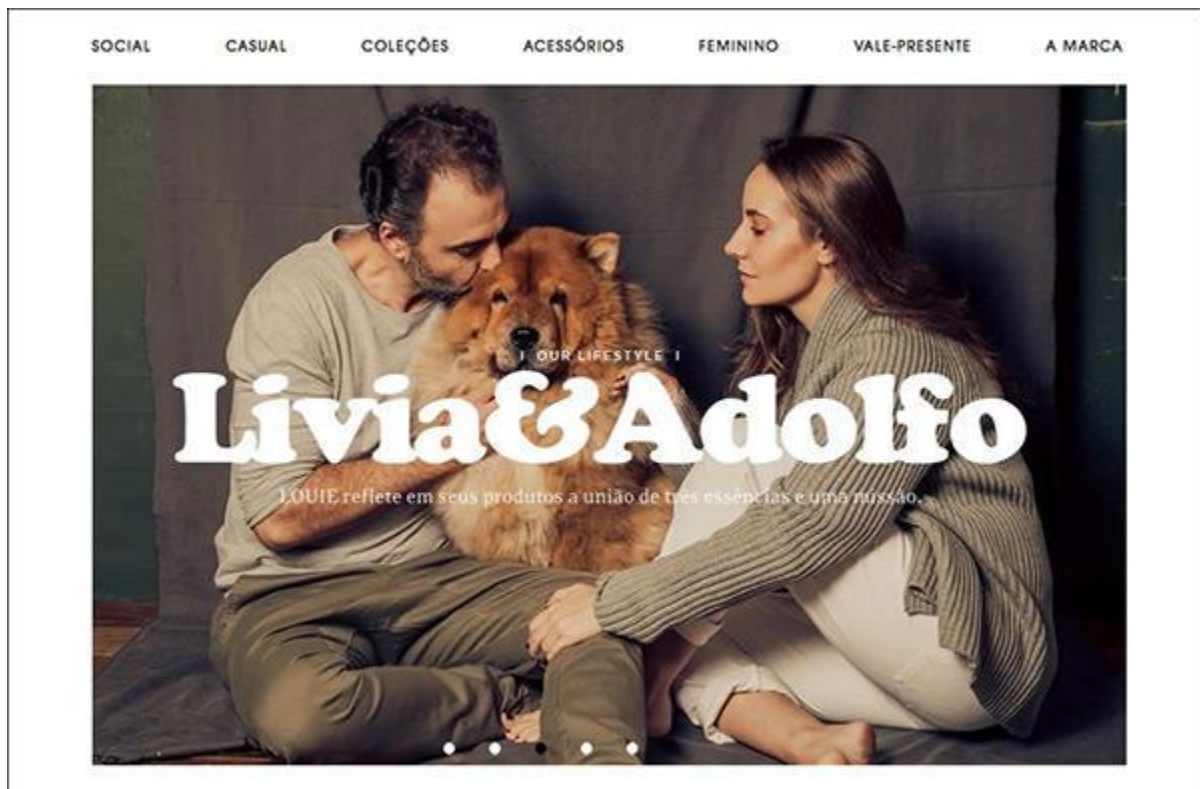 SOCIAL CASUAL COLEÇÕES ACESSÓRIOS FEMININO VALE-PRESENTE A MARCA
| OUR LIFESTYLE |
Livia&Adolfo
LOUIE reflete em seus produtos a união de três essências e uma missão.